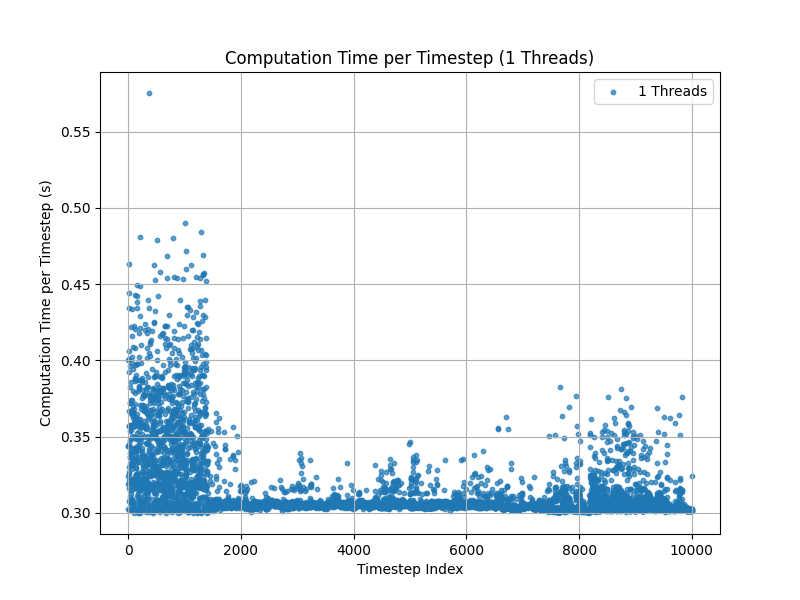 Computation Time per Timestep (1 Threads)
1 Threads
Computation Time per Timestep (s)
0.55
0.50
0.45
0.40
0.35
0.30
0 2000 4000 6000 8000 10000
Timestep Index